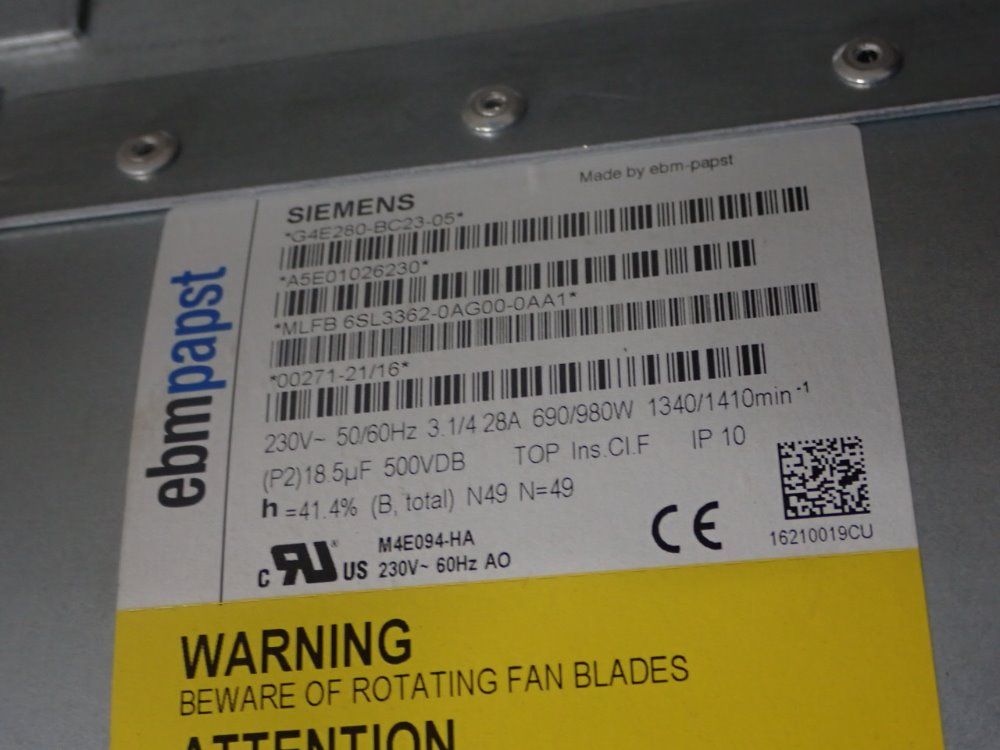 SIEMENS
Made by ebm-papst
*G4E280-BC23-05*
*A5E01026230*
*MLFB 6SL3362-0AG00-0AA1*
*00271-21/16*
230V~ 50/60Hz 3.1/4.28A 690/980W 1340/1410min⁻¹
(P2)18.5µF 500VDB TOP Ins.Cl.F IP 10
h =41.4% (B, total) N49 N=49
M4E094-HA
230V~ 60Hz AO
c RU ® US
CE
16210019CU
ebmpapst
WARNING
BEWARE OF ROTATING FAN BLADES
ATTENTION